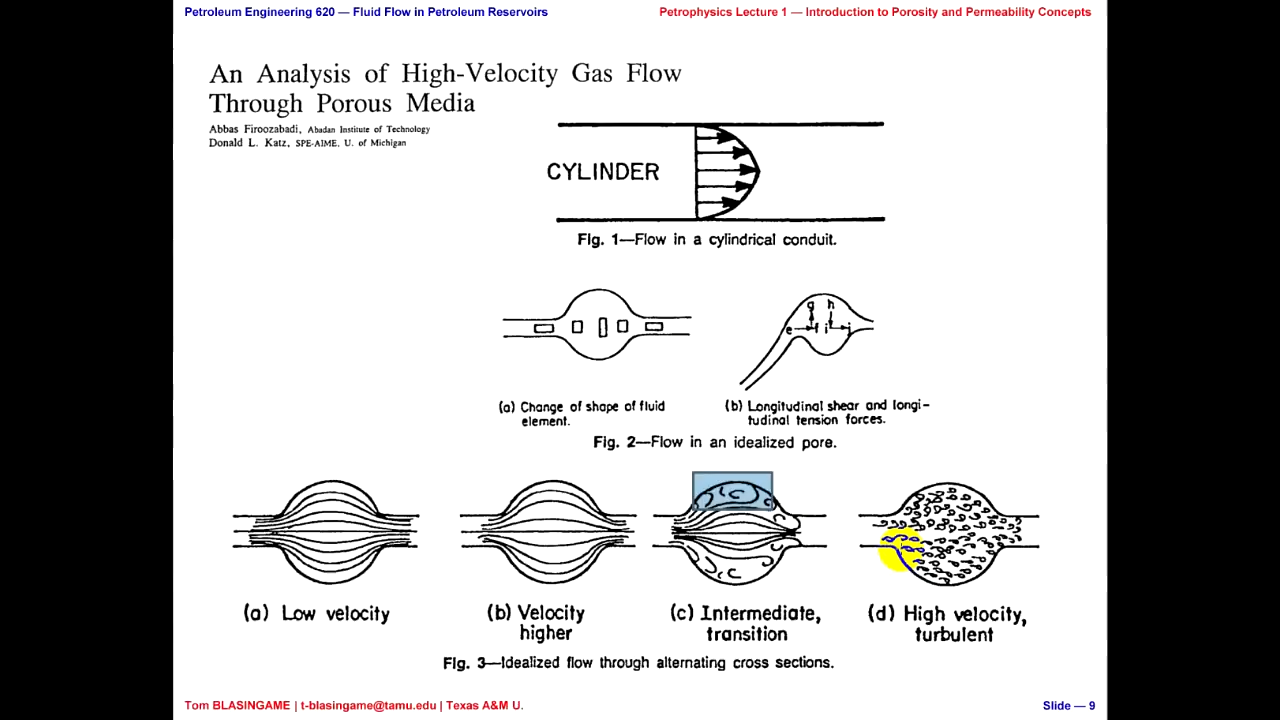 Petroleum Engineering 620 — Fluid Flow in Petroleum Reservoirs
Petrophysics Lecture 1 — Introduction to Porosity and Permeability Concepts
An Analysis of High-Velocity Gas Flow
Through Porous Media
Abbas Firoozabadi, Abadan Institute of Technology
Donald L. Katz, SPE-AIME, U. of Michigan
CYLINDER
Fig. 1—Flow in a cylindrical conduit.
g h
e f i j
(a) Change of shape of fluid
element.
(b) Longitudinal shear and longi-
tudinal tension forces.
Fig. 2—Flow in an idealized pore.
(a) Low velocity
(b) Velocity
higher
(c) Intermediate,
transition
(d) High velocity,
turbulent
Fig. 3—Idealized flow through alternating cross sections.
Tom BLASINGAME | t-blasingame@tamu.edu | Texas A&M U.
Slide — 9